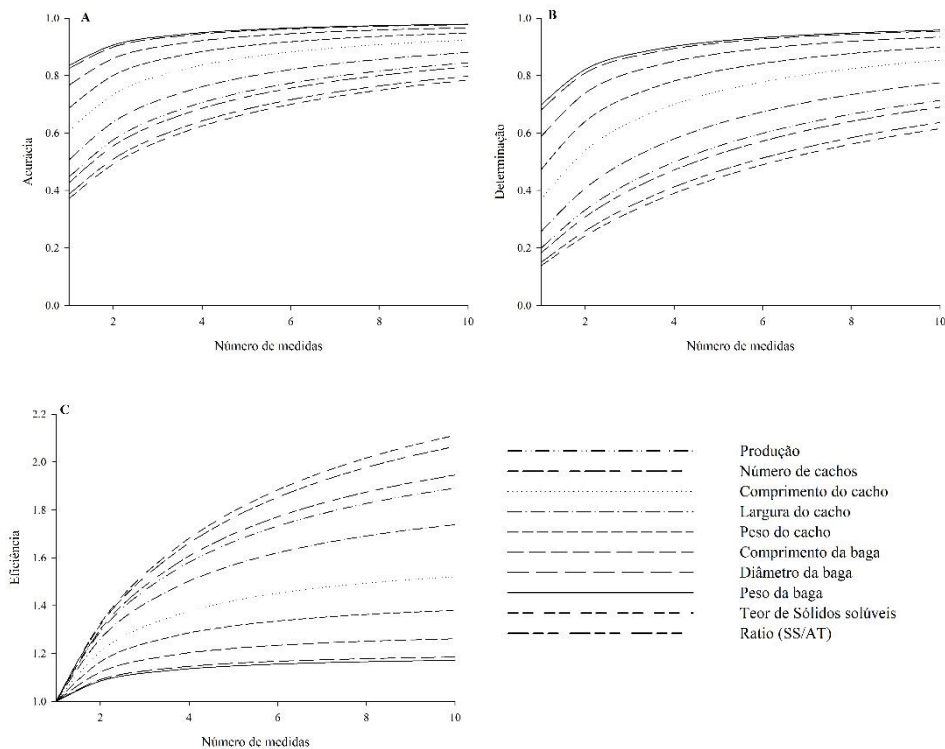 A
1.0
0.8
0.6
0.4
0.2
0.0
Acurácia
2 4 6 8 10
Número de medidas
B
1.0
0.8
0.6
0.4
0.2
0.0
Determinação
2 4 6 8 10
Número de medidas
C
2.2
2.0
1.8
1.6
1.4
1.2
1.0
Eficiência
2 4 6 8 10
Número de medidas
Produção
Número de cachos
Comprimento do cacho
Largura do cacho
Peso do cacho
Comprimento da baga
Diâmetro da baga
Peso da baga
Teor de Sólidos solúveis
Ratio (SS/AT)